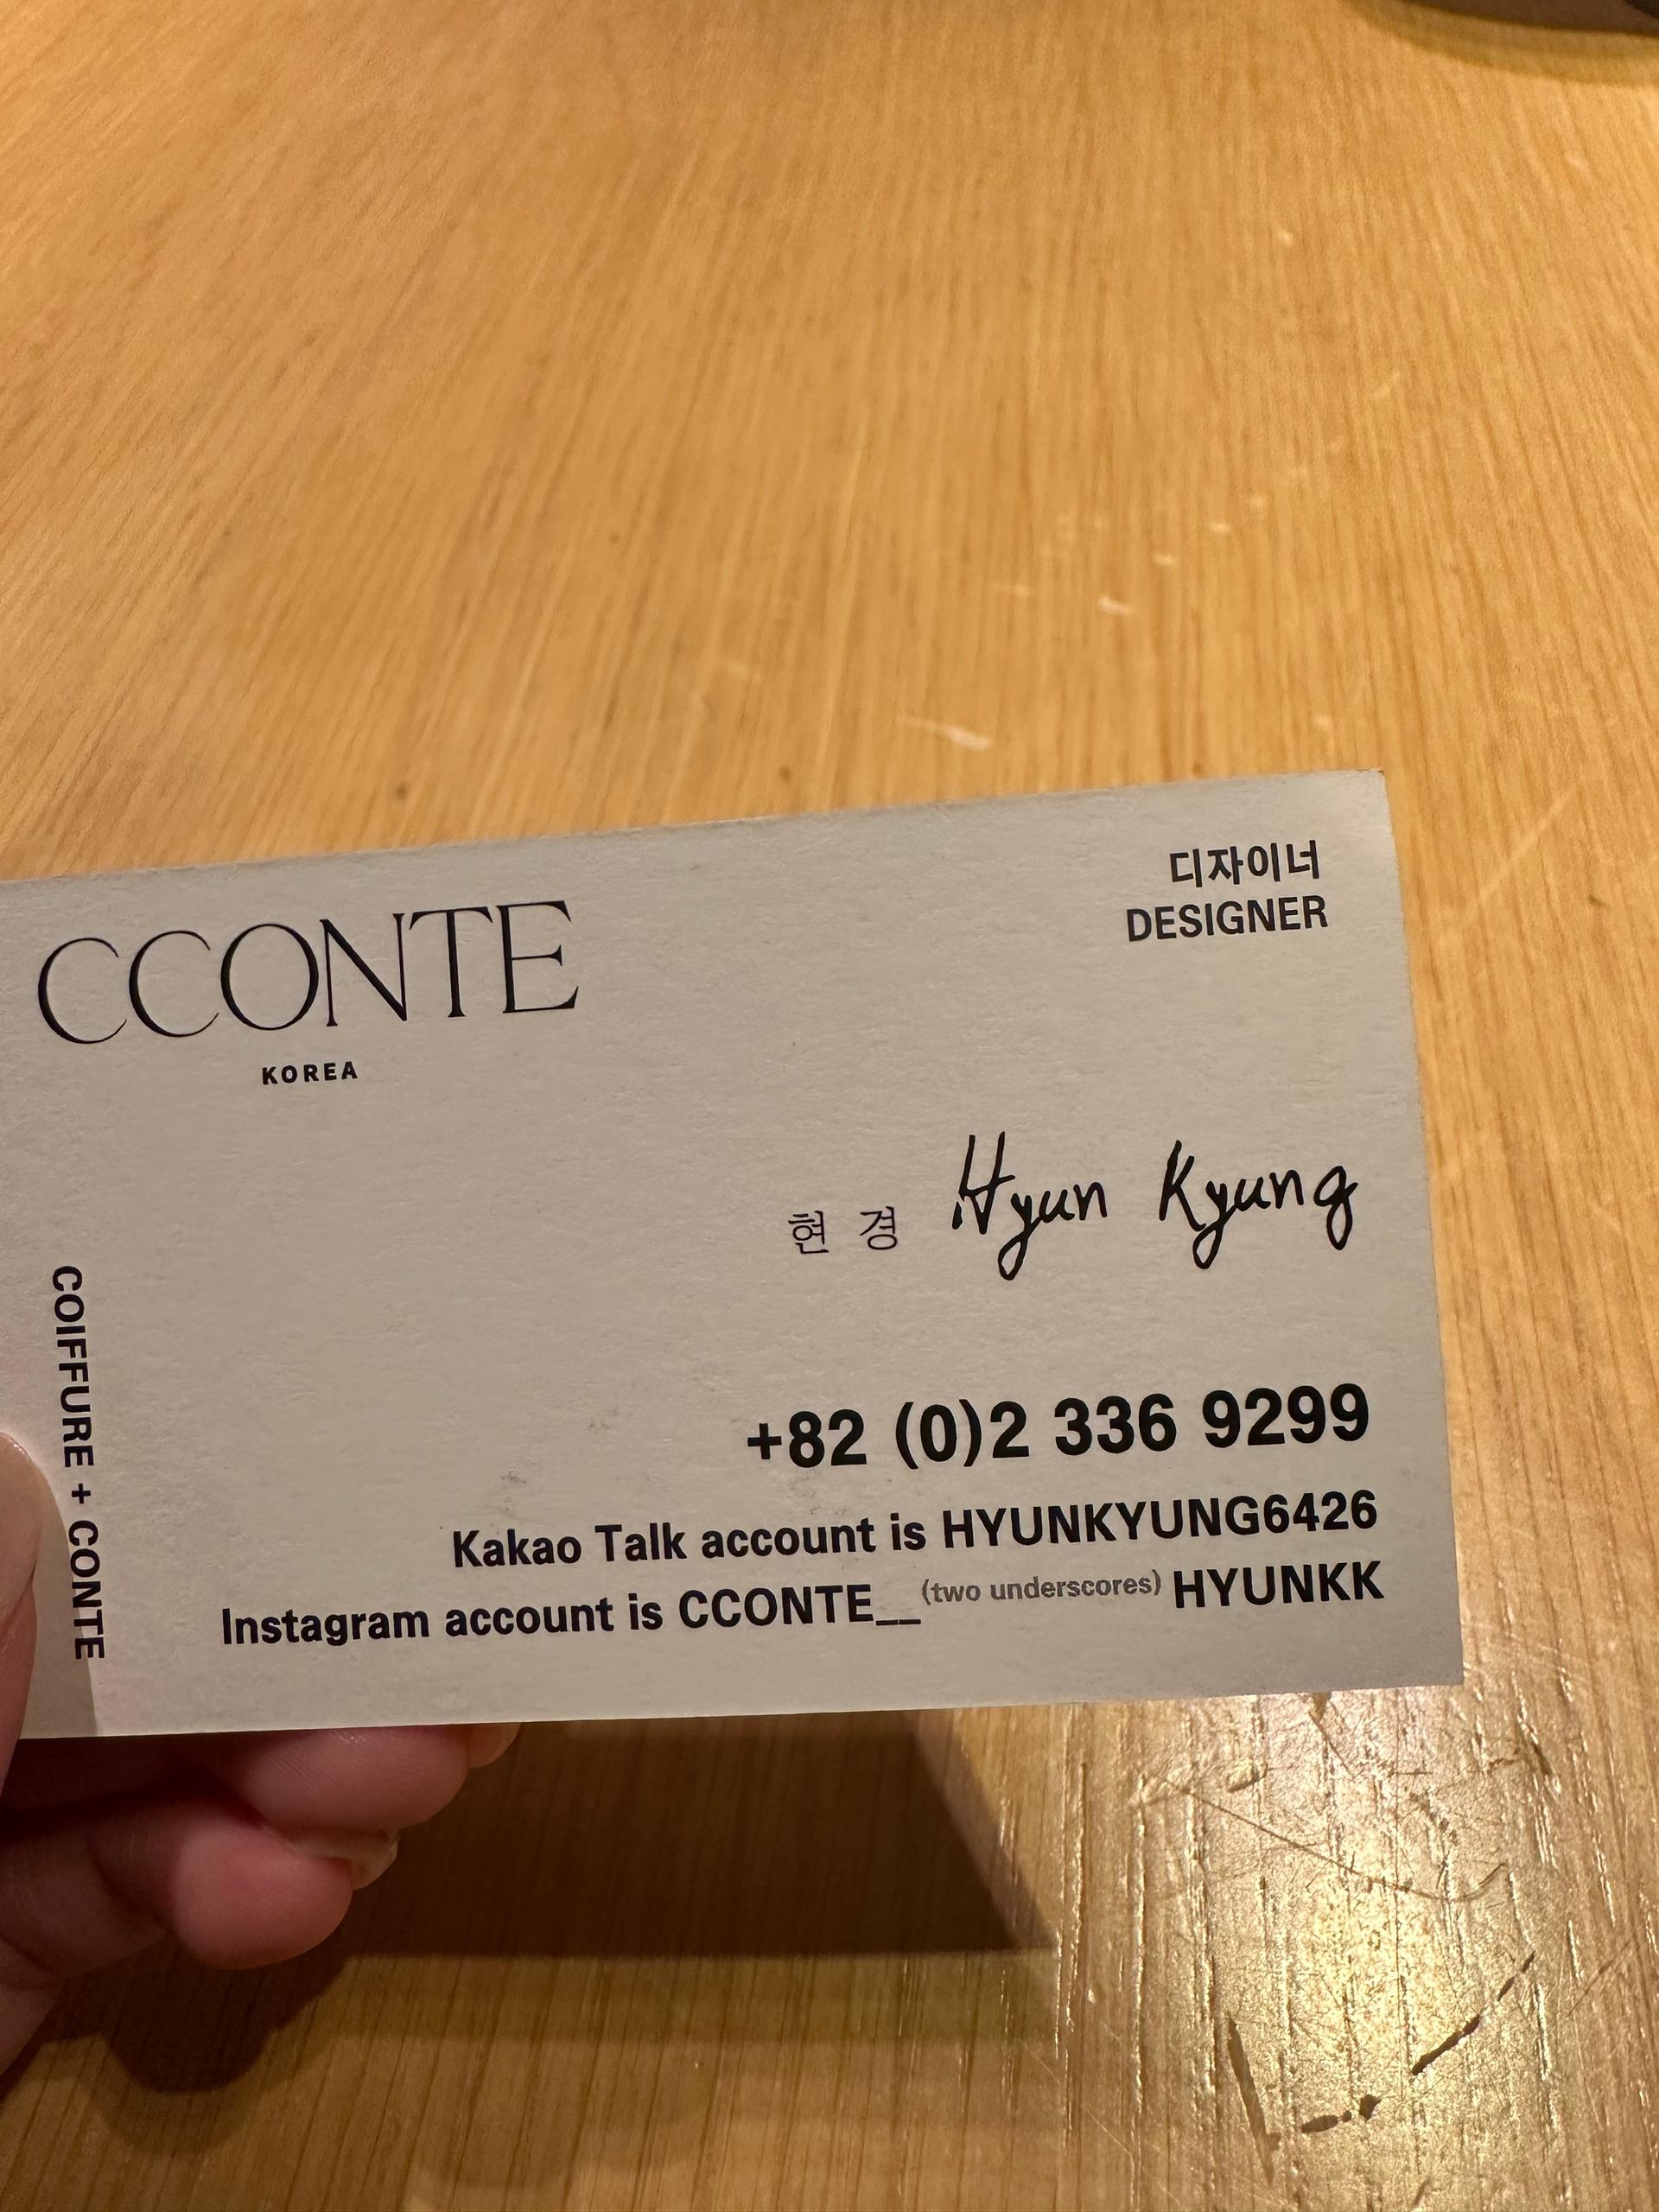 CCONTE
KOREA
디자이너
DESIGNER
현 경 Hyun Kyung
+82 (0)2 336 9299
Kakao Talk account is HYUNKYUNG6426
Instagram account is CCONTE__(two underscores) HYUNKK
COIFFURE + CONTE